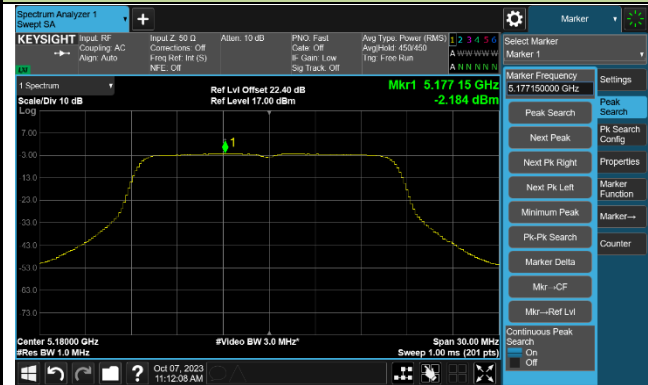 Spectrum Analyzer 1
Swept SA
Marker
KEYSIGHT
Input: RF
Coupling: AC
Align: Auto
Input Z: 50 Ω
Corrections: Off
Freq Ref: Int (S)
NFE: Off
Atten: 10 dB
PNO: Fast
Gate: Off
IF Gain: Low
Sig Track: Off
Avg Type: Power (RMS)
Avg|Hold: 450/450
Trig: Free Run
1 2 3 4 5 6
A W W W W W
A N N N N N
Select Marker
Marker 1
1 Spectrum
Scale/Div 10 dB
Log
Ref Lvl Offset 22.40 dB
Ref Level 17.00 dBm
Mkr1 5.177 15 GHz
-2.184 dBm
Marker Frequency
5.177150000 GHz
Peak Search
Next Peak
Next Pk Right
Next Pk Left
Minimum Peak
Pk-Pk Search
Marker Delta
Mkr→CF
Mkr→Ref Lvl
Continuous Peak
Search
On
Off
Settings
Peak
Search
Pk Search
Config
Properties
Marker
Function
Marker→
Counter
1
7.00
-3.00
-13.0
-23.0
-33.0
-43.0
-53.0
-63.0
-73.0
Center 5.18000 GHz
#Res BW 1.0 MHz
#Video BW 3.0 MHz*
Span 30.00 MHz
Sweep 1.00 ms (201 pts)
?
Oct 07, 2023
11:12:08 AM